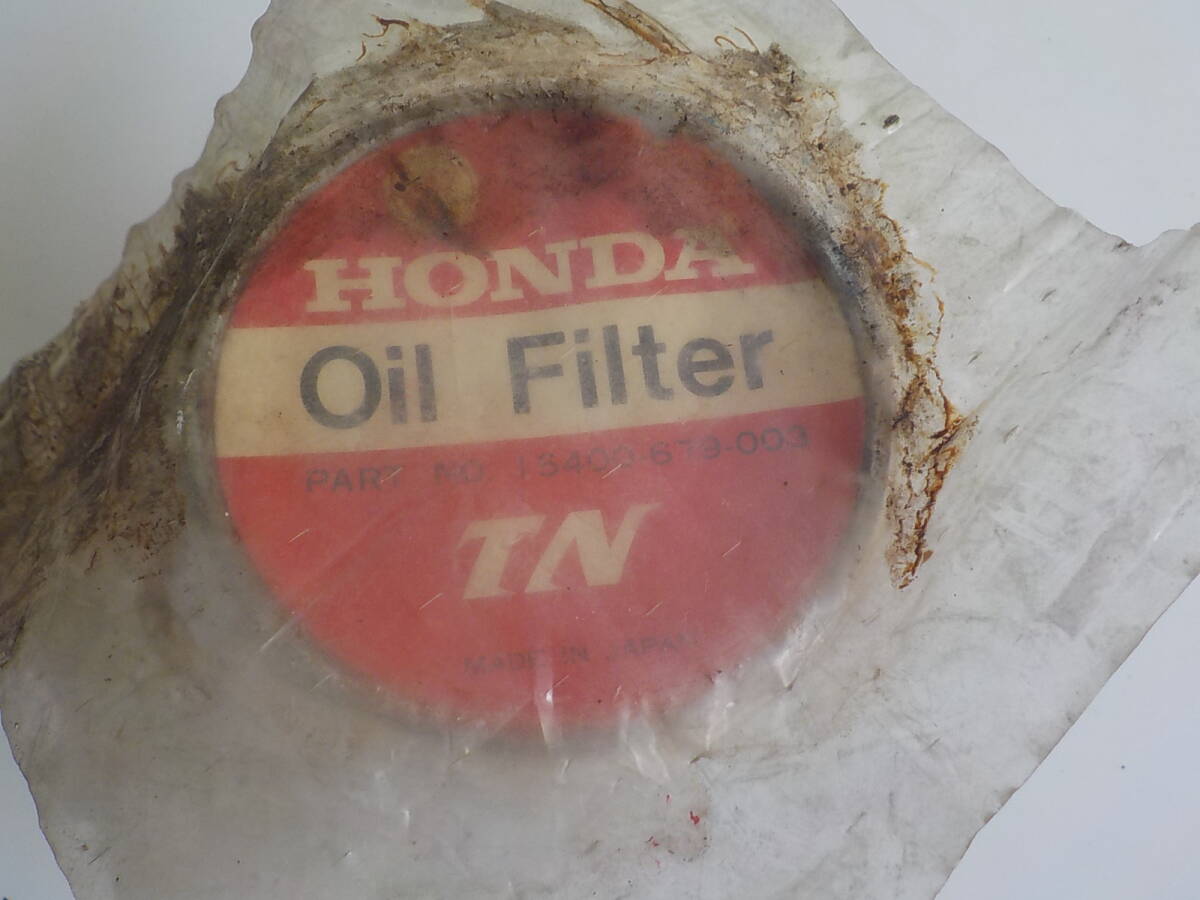 HONDA
Oil Filter
PART NO 15400-679-003
TN
MADE IN JAPAN